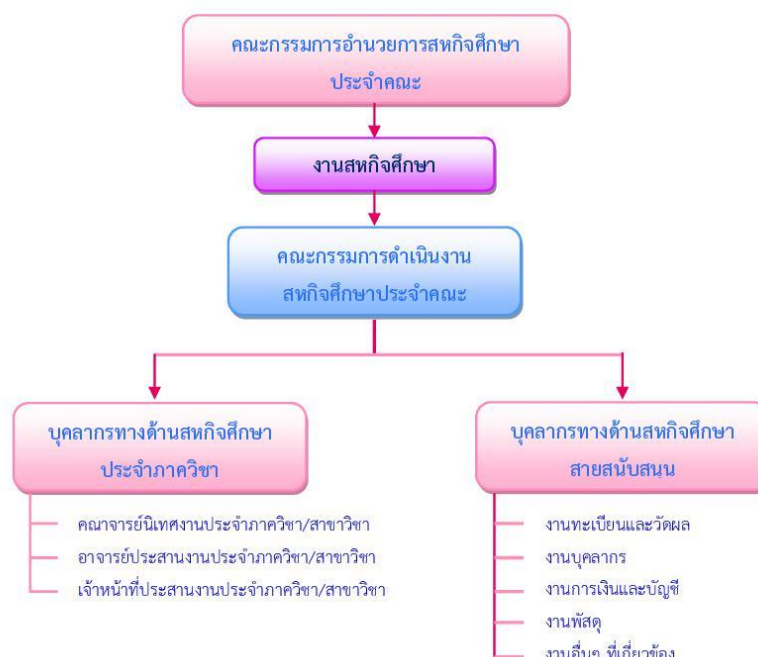 คณะกรรมการอำนวยการสหกิจศึกษา
ประจำคณะ
งานสหกิจศึกษา
คณะกรรมการดำเนินงาน
สหกิจศึกษาประจำคณะ
บุคลากรทางด้านสหกิจศึกษา
ประจำภาควิชา
คณาจารย์นิเทศงานประจำภาควิชา/สาขาวิชา
อาจารย์ประสานงานประจำภาควิชา/สาขาวิชา
เจ้าหน้าที่ประสานงานประจำภาควิชา/สาขาวิชา
บุคลากรทางด้านสหกิจศึกษา
สายสนับสนุน
งานทะเบียนและวัดผล
งานบุคลากร
งานการเงินและบัญชี
งานพัสดุ
งานอื่นๆ ที่เกี่ยวข้อง